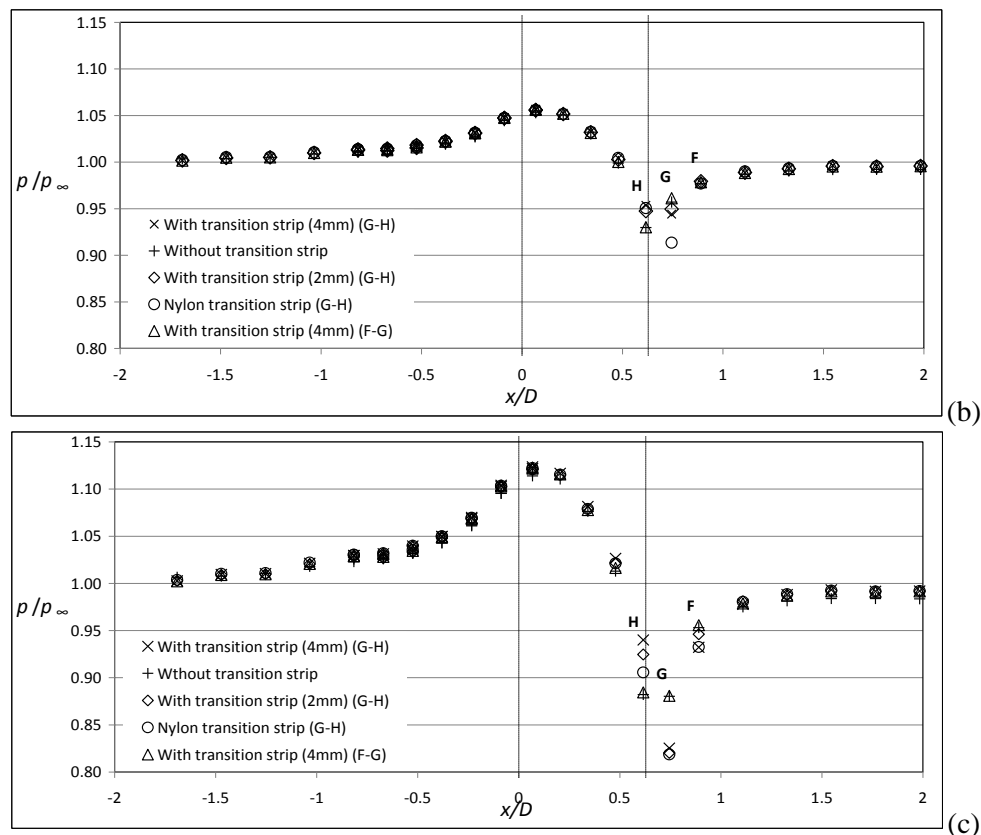 1.15
1.10
1.05
1.00
p/p∞
0.95
0.90
0.85
0.80
H
G
F
With transition strip (4mm) (G-H)
Without transition strip
With transition strip (2mm) (G-H)
Nylon transition strip (G-H)
With transition strip (4mm) (F-G)
-2 -1.5 -1 -0.5 0 0.5 1 1.5 2
x/D
(b)
1.15
1.10
1.05
1.00
p/p∞
0.95
0.90
0.85
0.80
H
F
G
With transition strip (4mm) (G-H)
Wthout transition strip
With transition strip (2mm) (G-H)
Nylon transition strip (G-H)
With transition strip (4mm) (F-G)
-2 -1.5 -1 -0.5 0 0.5 1 1.5 2
x/D
(c)